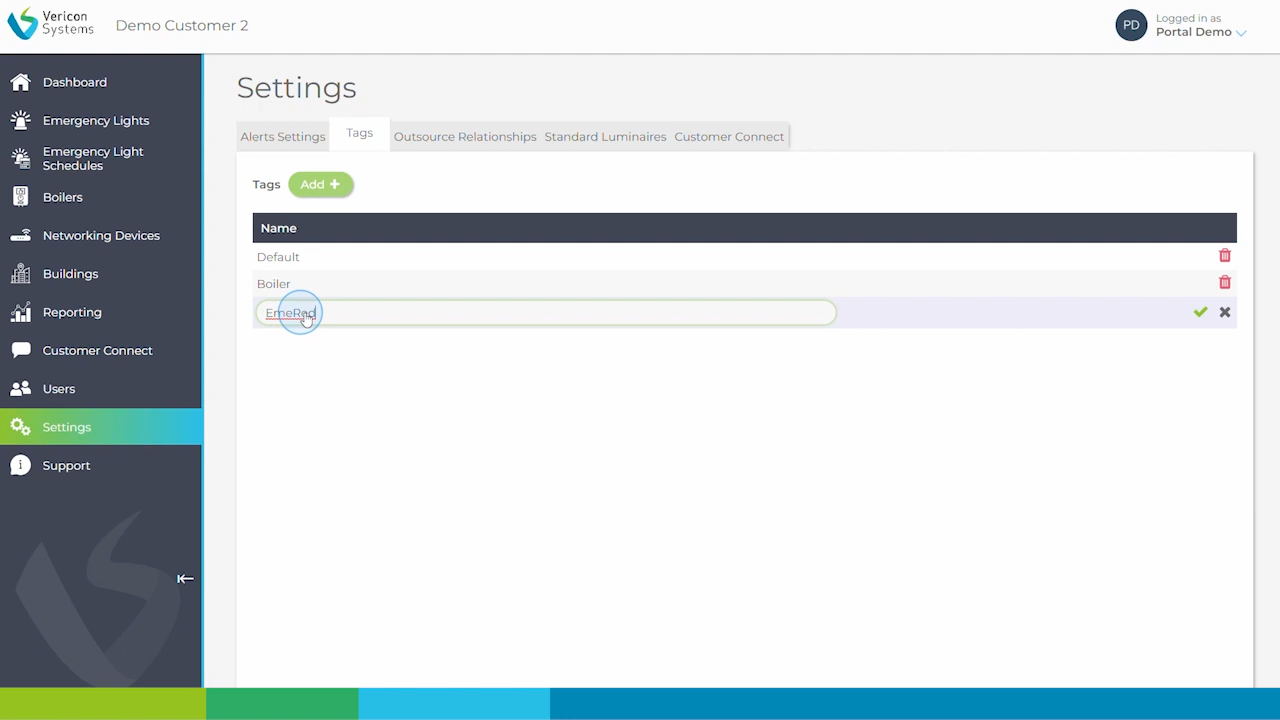 Vericon
Systems
Demo Customer 2
PD
Logged in as
Portal Demo
Dashboard
Emergency Lights
Emergency Light
Schedules
Boilers
Networking Devices
Buildings
Reporting
Customer Connect
Users
Settings
Support
Settings
Alerts Settings
Tags
Outsource Relationships
Standard Luminaires
Customer Connect
Tags
Add +
Name
Default
Boiler
EmeRed